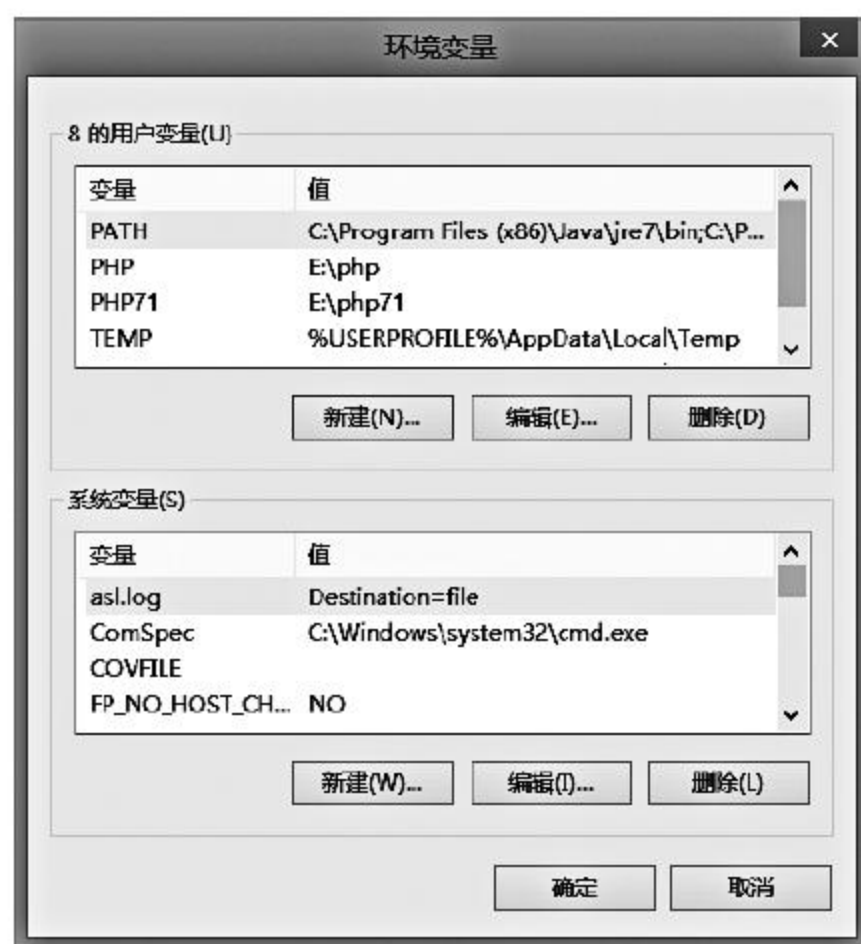 环境变量
8 的用户变量(U)
变量 值
PATH C:\Program Files (x86)\Java\jre7\bin;C:\P...
PHP E:\php
PHP71 E:\php71
TEMP %USERPROFILE%\AppData\Local\Temp
新建(N)... 编辑(E)... 删除(D)
系统变量(S)
变量 值
asl.log Destination=file
ComSpec C:\Windows\system32\cmd.exe
COVFILE
FP_NO_HOST_CH... NO
新建(W)... 编辑(I)... 删除(L)
确定 取消